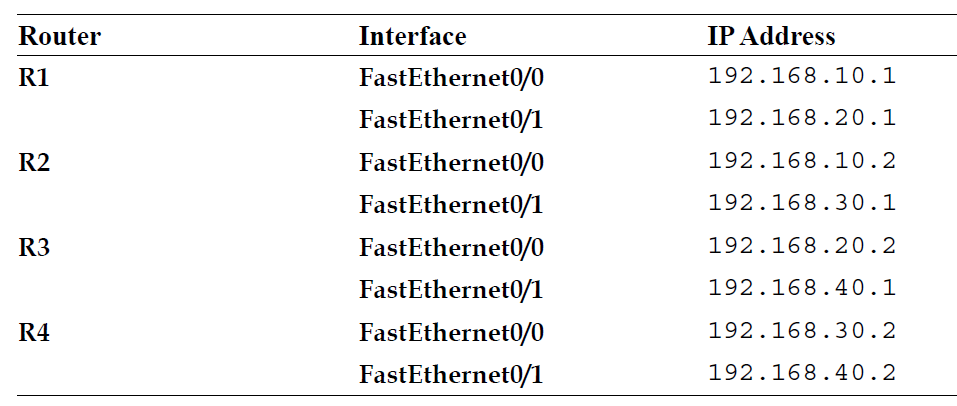 Router Interface IP Address
R1 FastEthernet0/0 192.168.10.1
FastEthernet0/1 192.168.20.1
R2 FastEthernet0/0 192.168.10.2
FastEthernet0/1 192.168.30.1
R3 FastEthernet0/0 192.168.20.2
FastEthernet0/1 192.168.40.1
R4 FastEthernet0/0 192.168.30.2
FastEthernet0/1 192.168.40.2